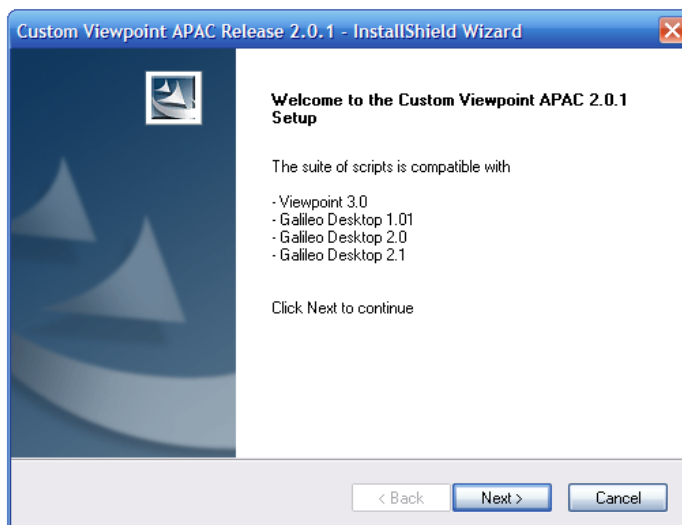 Custom Viewpoint APAC Release 2.0.1 - InstallShield Wizard
Welcome to the Custom Viewpoint APAC 2.0.1
Setup
The suite of scripts is compatible with
- Viewpoint 3.0
- Galileo Desktop 1.01
- Galileo Desktop 2.0
- Galileo Desktop 2.1
Click Next to continue
< Back
Next >
Cancel